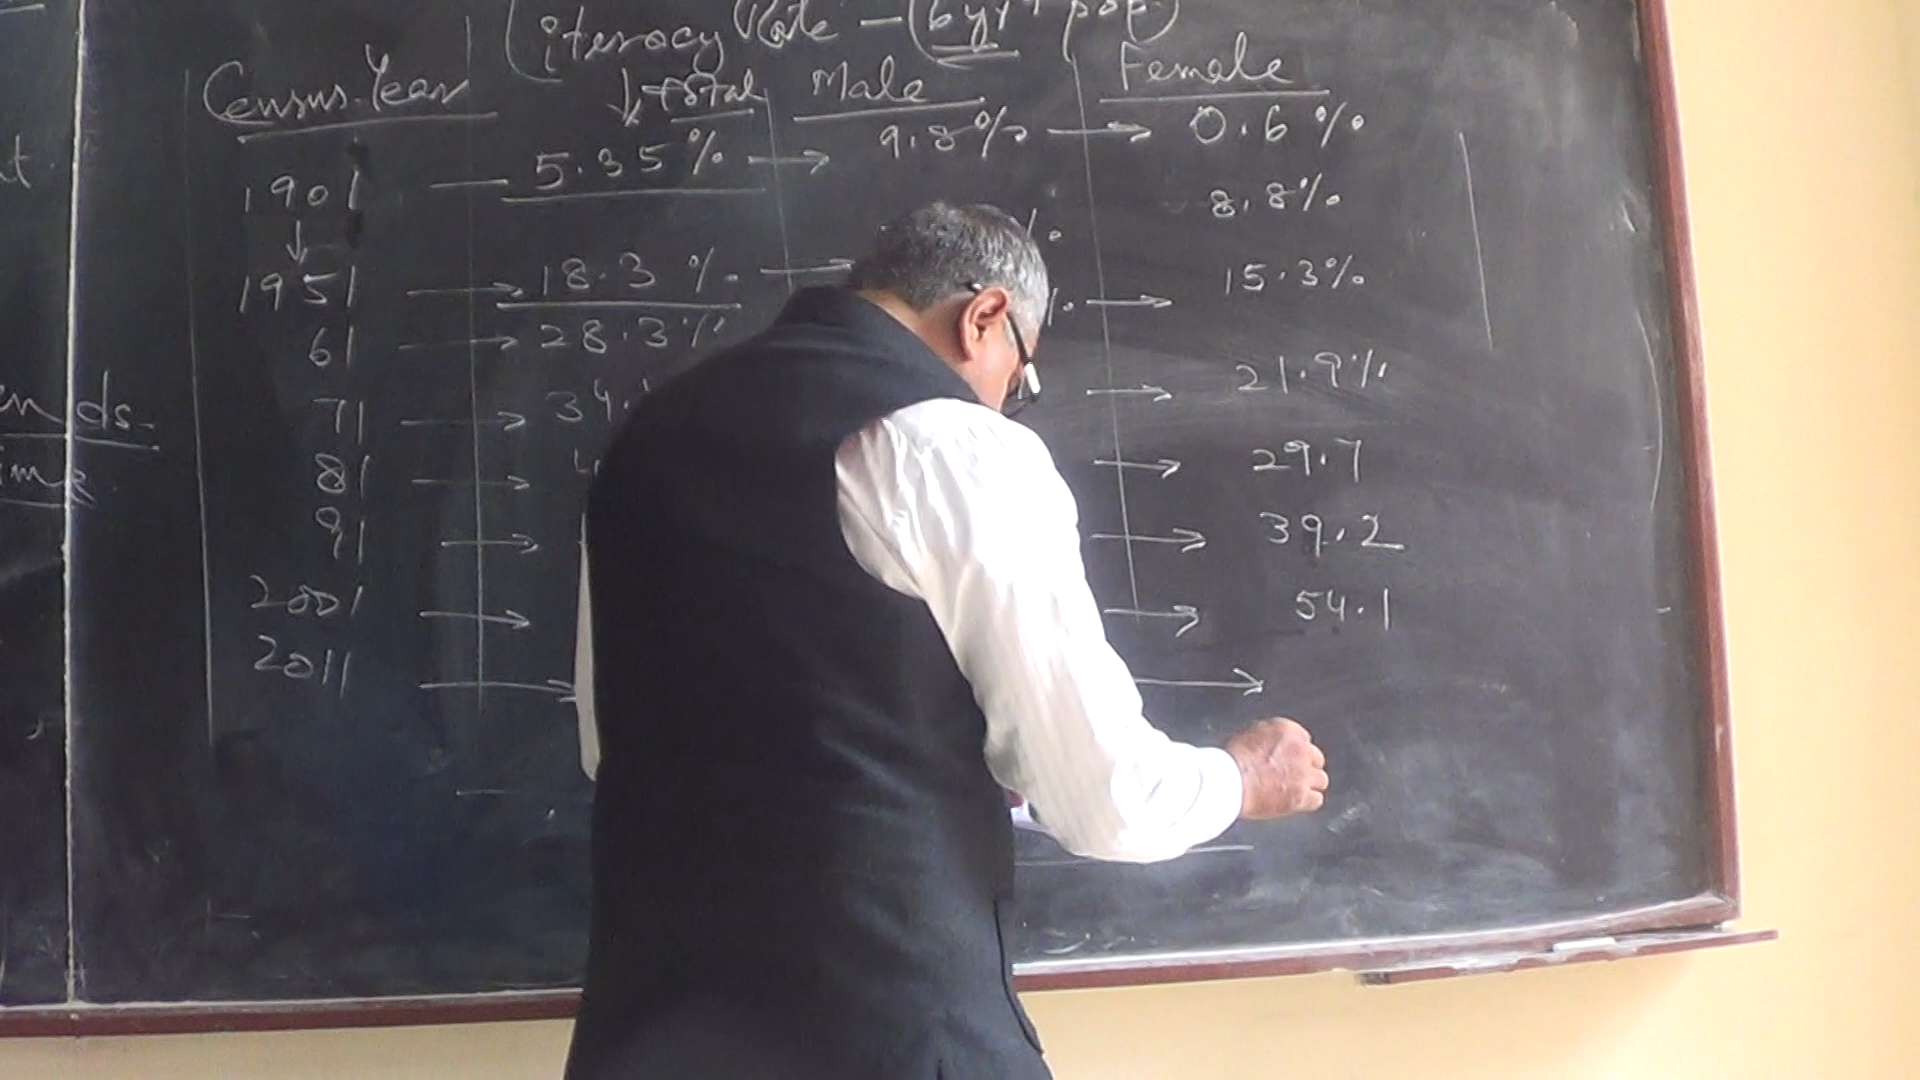 Literacy Rate – (6 yr + pop.)
Census Year ↓ total Male Female
1901 — 5.35% → 9.8% → 0.6%
↓ 8.8%
1951 → 18.3 % → % → 15.3%
61 → 28.3%
71 → 34. → 21.9%
81 → 4 → 29.7
91 → → 39.2
2001 → → 54.1
2011 → →